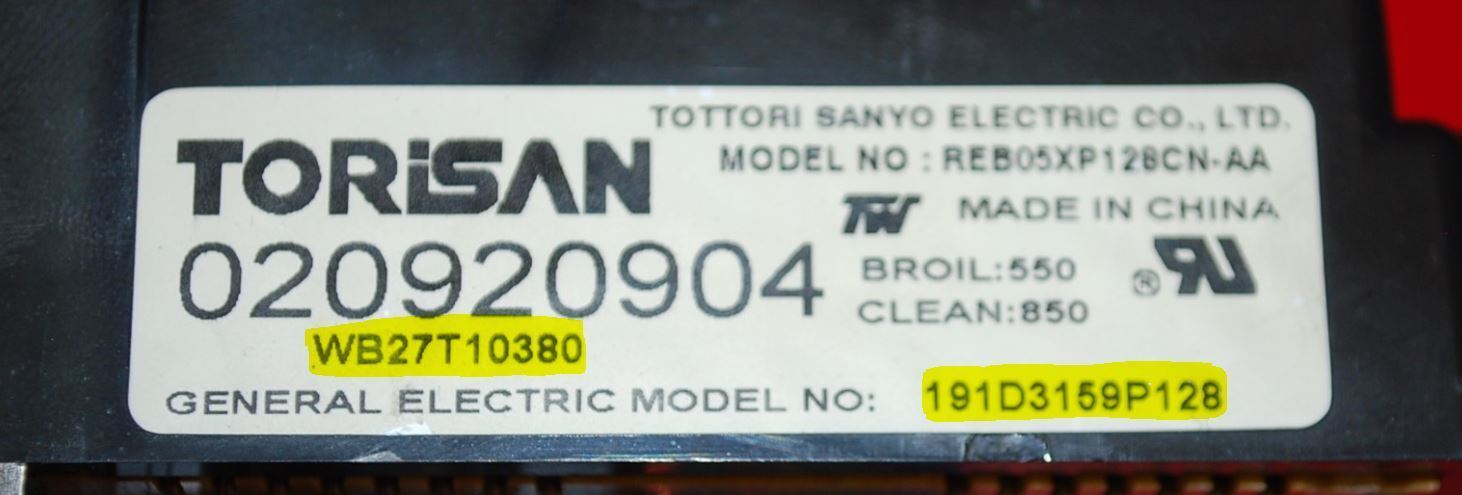 TOTTORI SANYO ELECTRIC CO., LTD.
TORiSAN
MODEL NO : REB05XP128CN-AA
MADE IN CHINA
020920904
BROIL:550
CLEAN:850
WB27T10380
GENERAL ELECTRIC MODEL NO: 191D3159P128